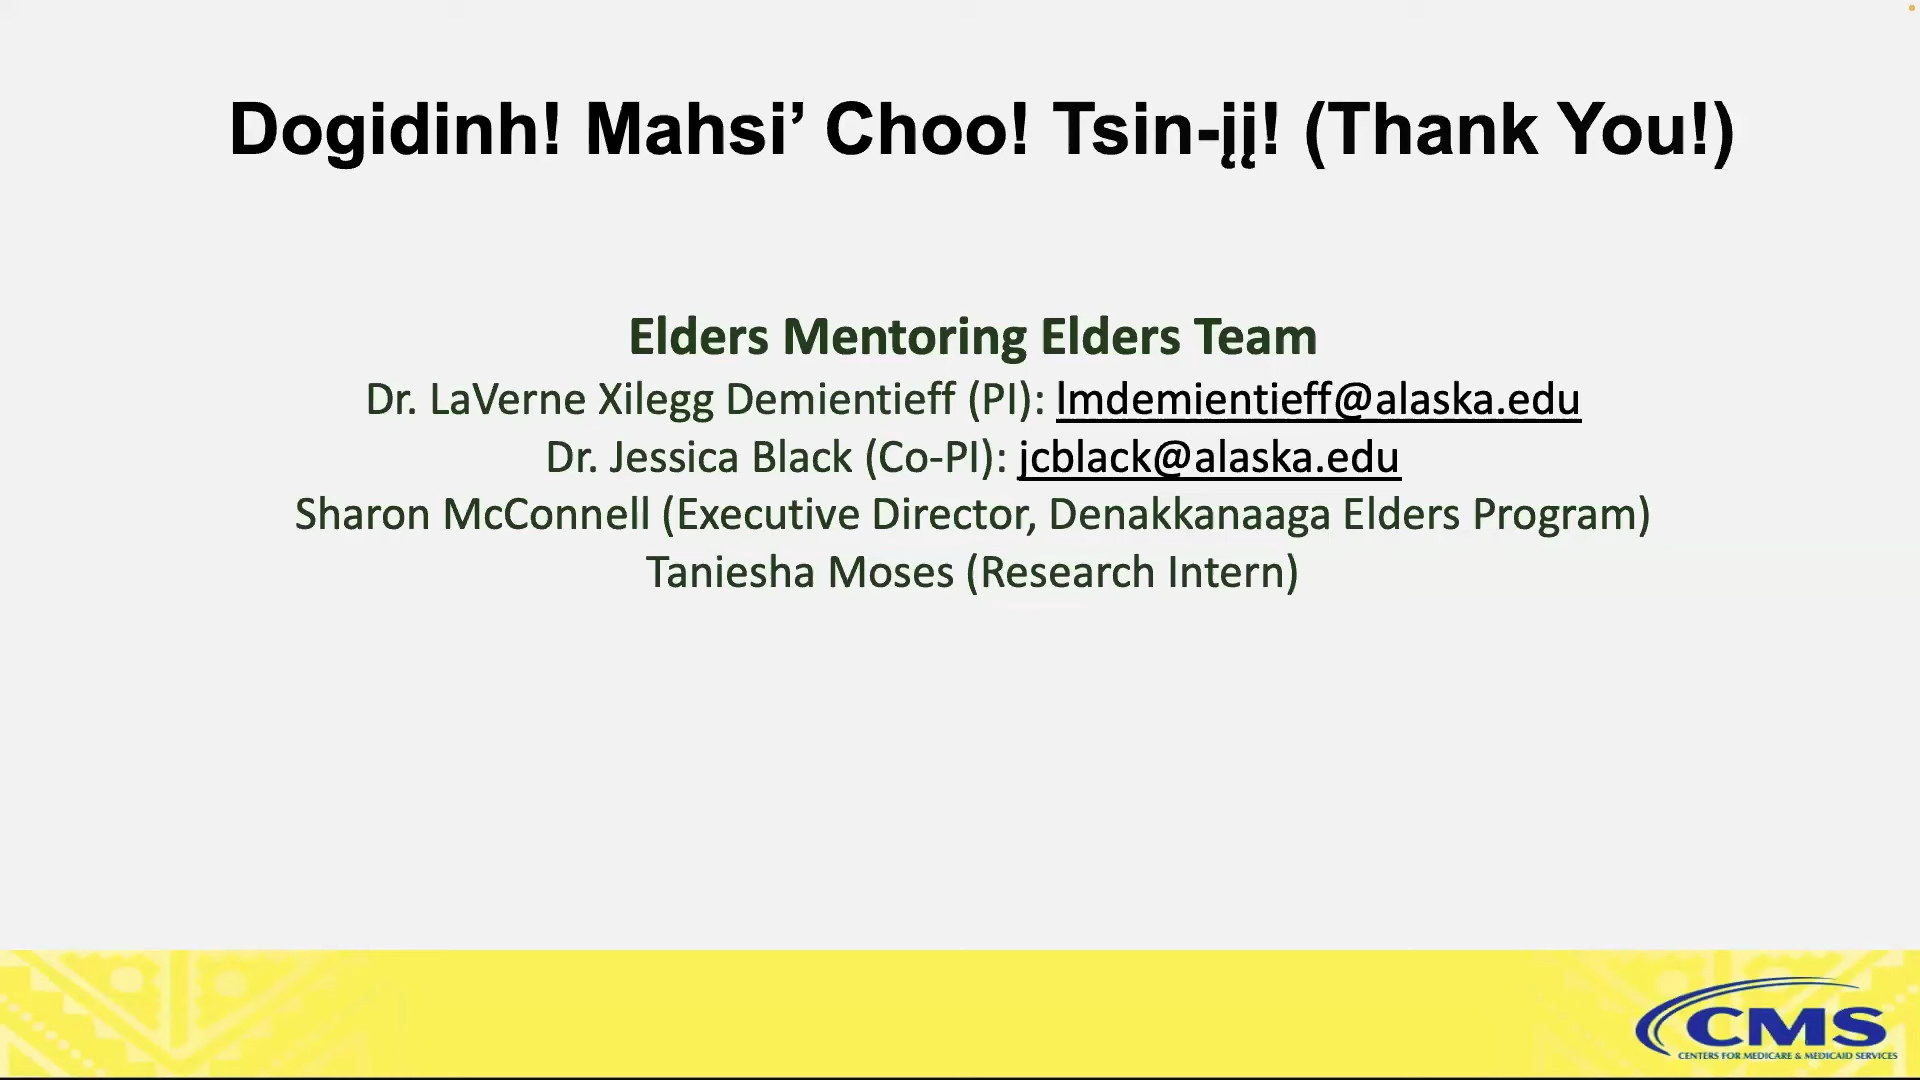 Dogidinh! Mahsi’ Choo! Tsin-įį! (Thank You!)
Elders Mentoring Elders Team
Dr. LaVerne Xilegg Demientieff (PI): lmdemientieff@alaska.edu
Dr. Jessica Black (Co-PI): jcblack@alaska.edu
Sharon McConnell (Executive Director, Denakkanaaga Elders Program)
Taniesha Moses (Research Intern)
CMS
CENTERS FOR MEDICARE & MEDICAID SERVICES